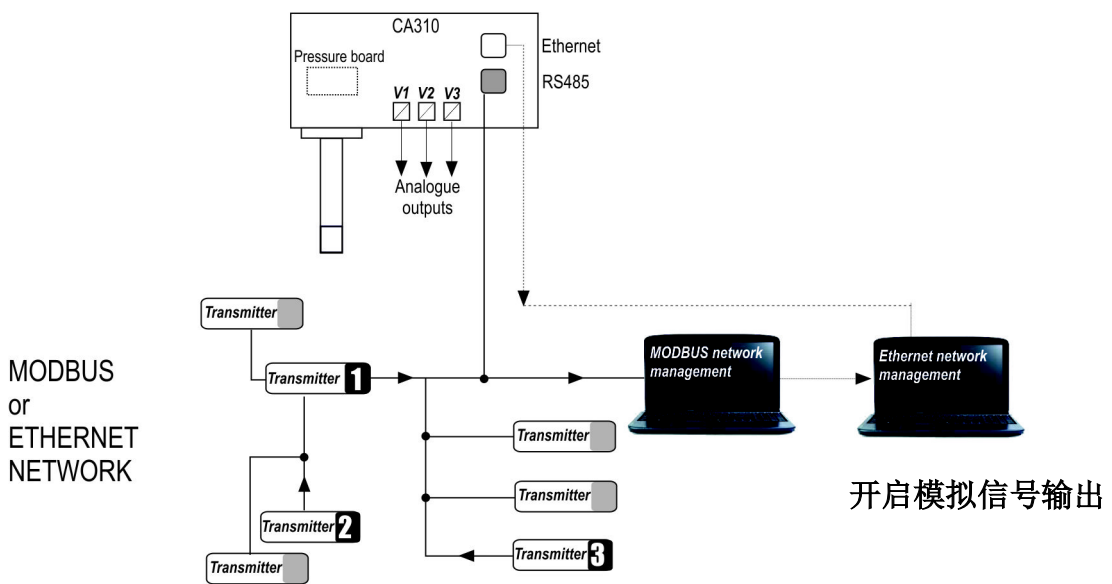 CA310
Pressure board
Ethernet
RS485
V1 V2 V3
Analogue
outputs
Transmitter
Transmitter 1
MODBUS
or
ETHERNET
NETWORK
MODBUS network
management
Ethernet network
management
Transmitter
Transmitter
Transmitter 2
Transmitter 3
Transmitter
开启模拟信号输出